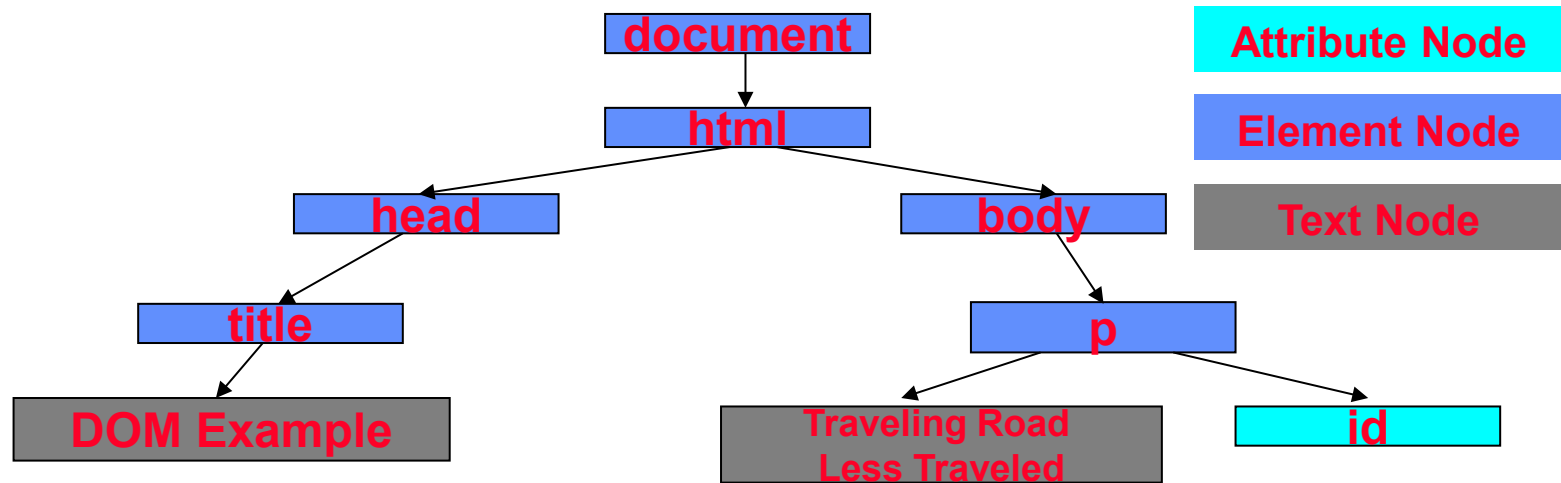 document
Attribute Node
html
Element Node
head
body
Text Node
title
p
DOM Example
Traveling Road
Less Traveled
id